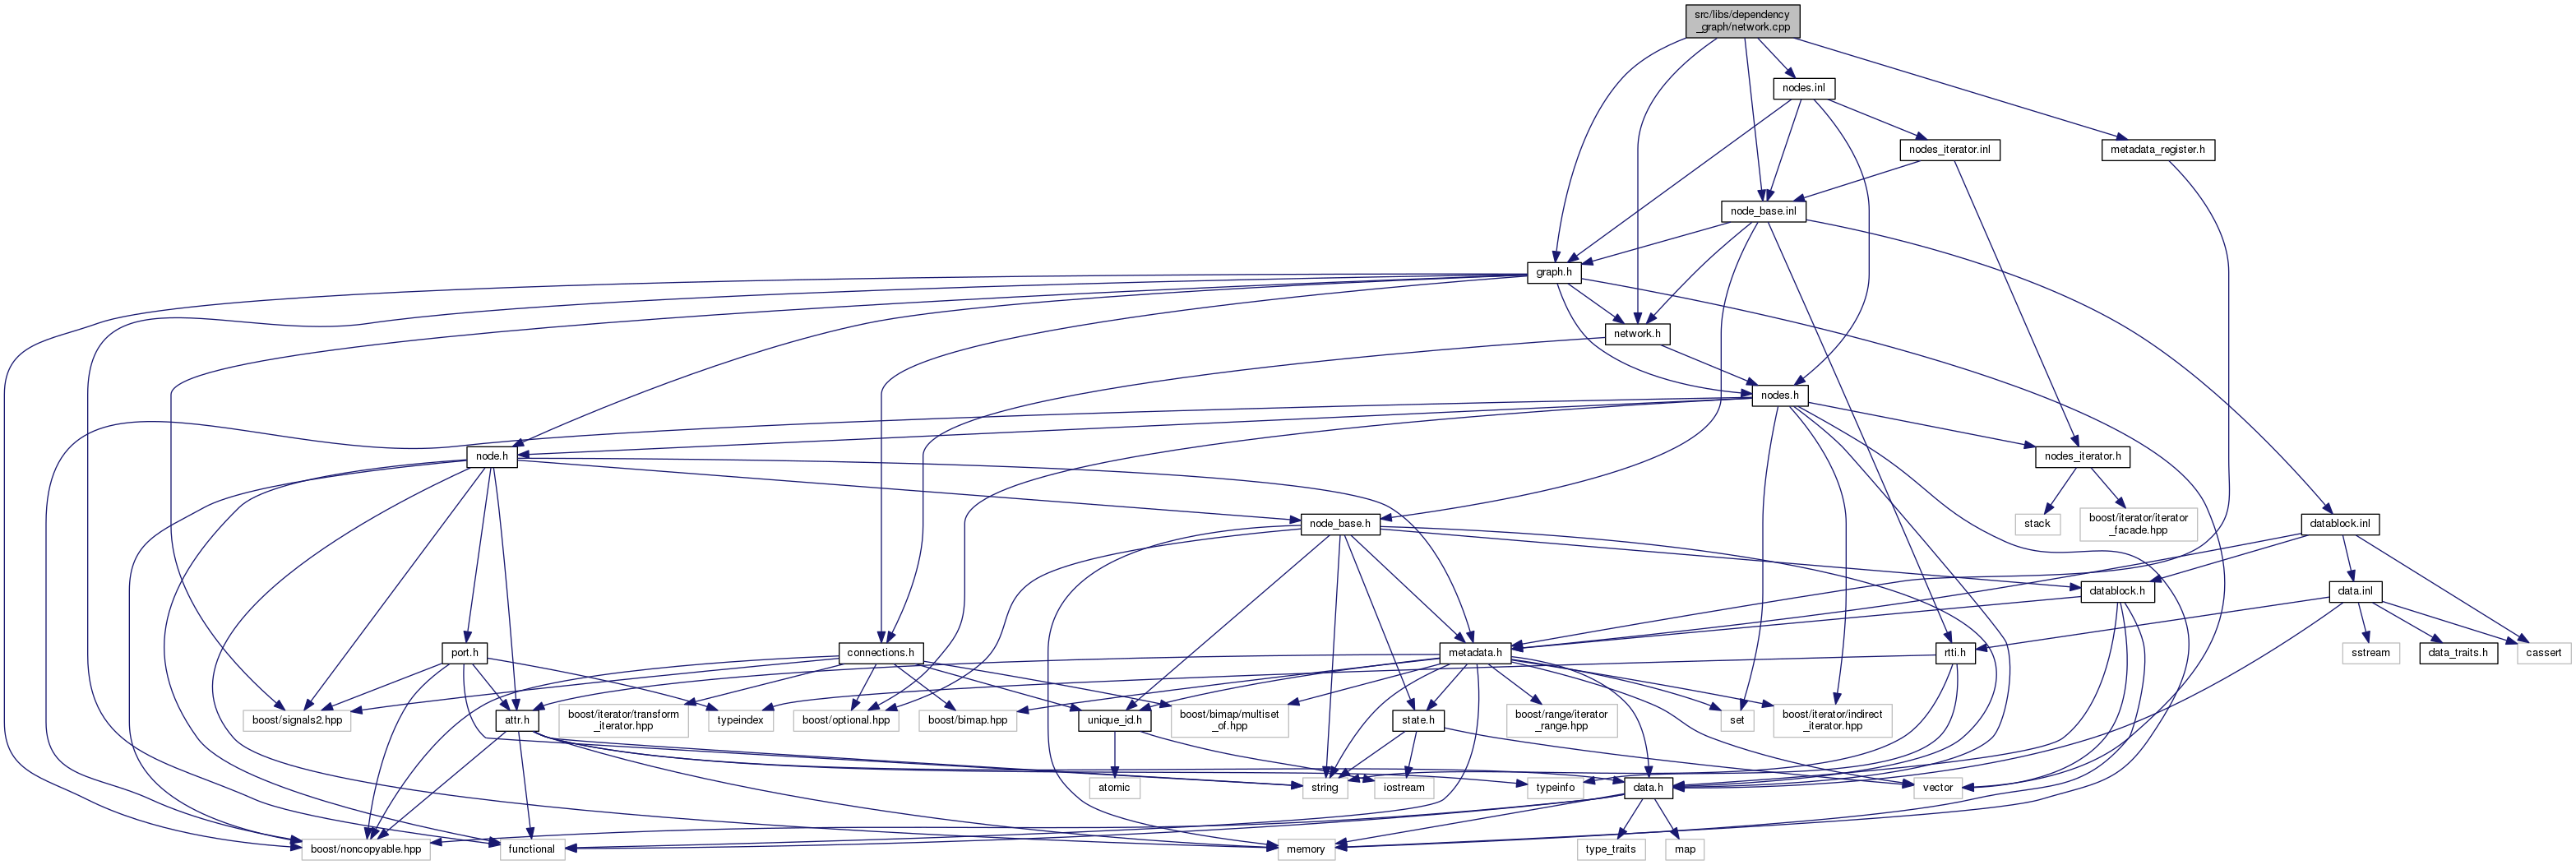 src/libs/dependency
_graph/network.cpp
nodes.inl
nodes_iterator.inl
metadata_register.h
node_base.inl
graph.h
network.h
nodes.h
node.h
nodes_iterator.h
node_base.h
stack
boost/iterator/iterator
_facade.hpp
datablock.inl
datablock.h
data.inl
port.h
connections.h
metadata.h
rtti.h
sstream
data_traits.h
cassert
boost/signals2.hpp
attr.h
boost/iterator/transform
_iterator.hpp
typeindex
boost/optional.hpp
boost/bimap.hpp
unique_id.h
boost/bimap/multiset
_of.hpp
state.h
boost/range/iterator
_range.hpp
set
boost/iterator/indirect
_iterator.hpp
atomic
string
iostream
typeinfo
data.h
vector
boost/noncopyable.hpp
functional
memory
type_traits
map